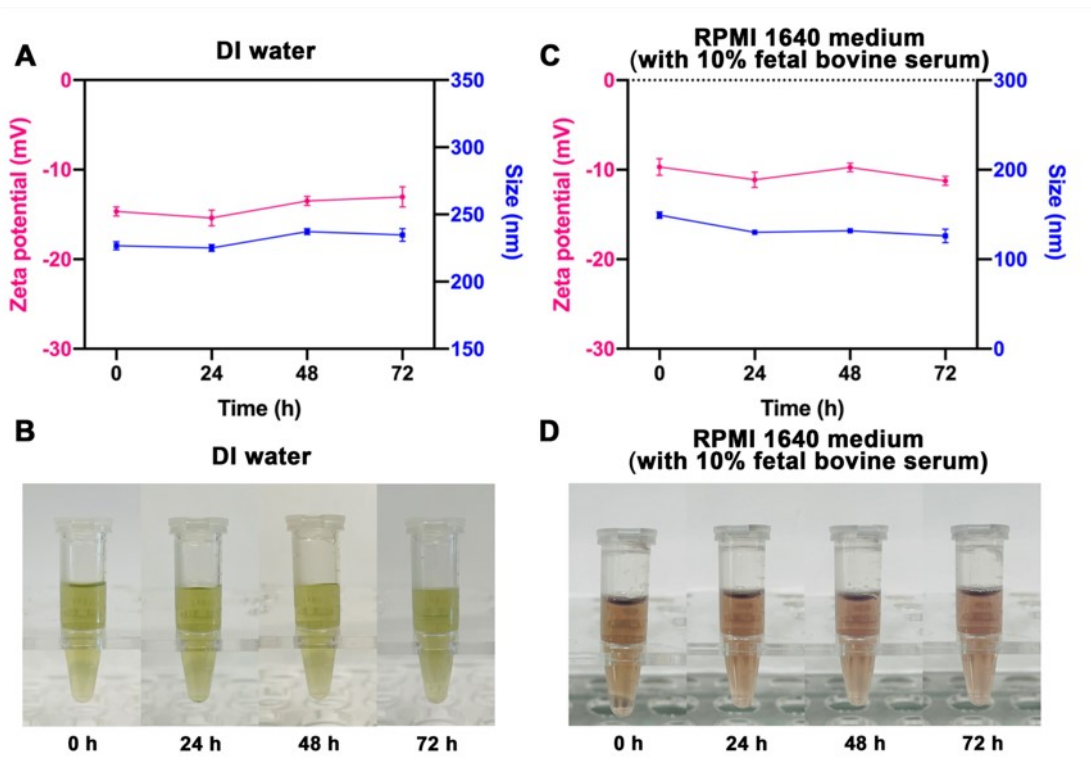 A
DI water
Zeta potential (mV)
0
-10
-20
-30
350
300
250
200
150
Size (nm)
0 24 48 72
Time (h)
C
RPMI 1640 medium
(with 10% fetal bovine serum)
Zeta potential (mV)
0
-10
-20
-30
300
200
100
0
Size (nm)
0 24 48 72
Time (h)
B
DI water
0 h 24 h 48 h 72 h
D
RPMI 1640 medium
(with 10% fetal bovine serum)
0 h 24 h 48 h 72 h